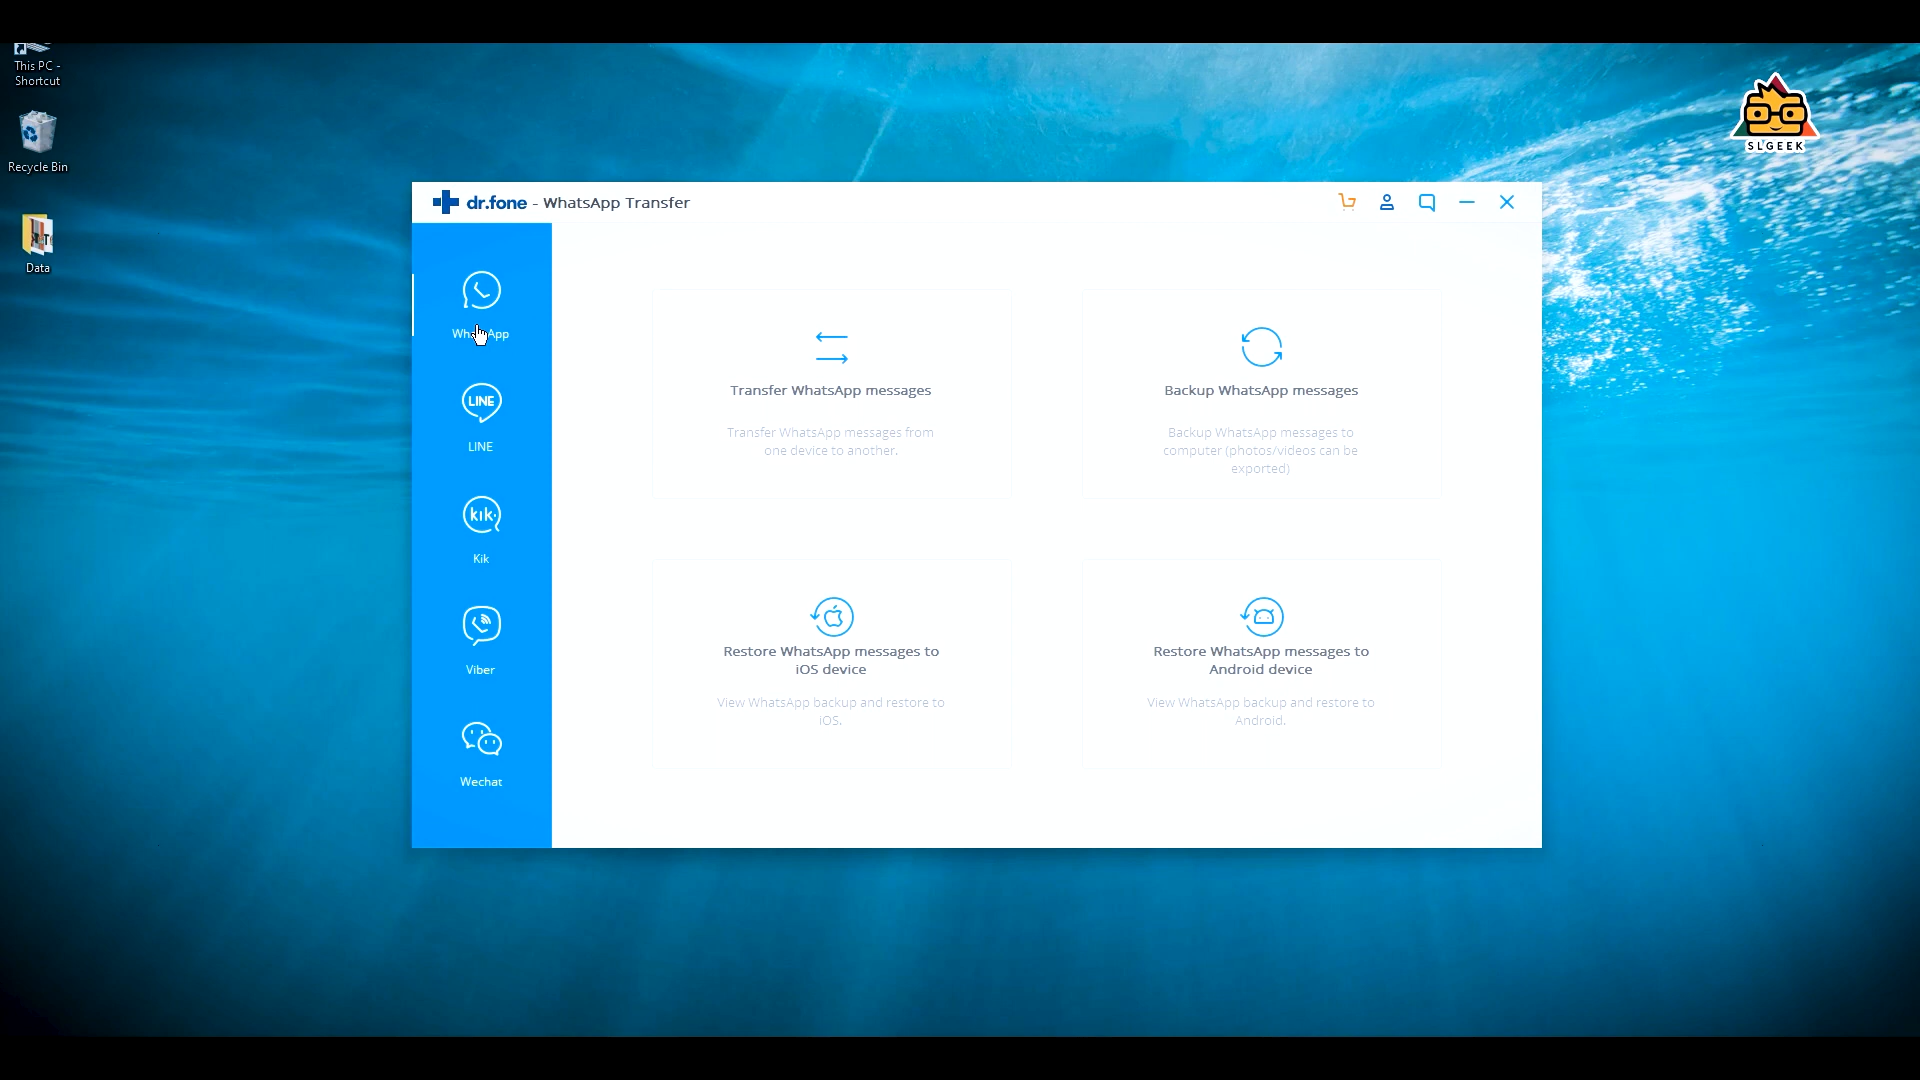 This PC -
Shortcut
Recycle Bin
Data
SLGEEK
dr.fone - WhatsApp Transfer
WhatsApp
LINE
LINE
kik
Kik
Viber
Wechat
Transfer WhatsApp messages
Transfer WhatsApp messages from
one device to another.
Backup WhatsApp messages
Backup WhatsApp messages to
computer (photos/videos can be
exported)
Restore WhatsApp messages to
iOS device
View WhatsApp backup and restore to
iOS.
Restore WhatsApp messages to
Android device
View WhatsApp backup and restore to
Android.